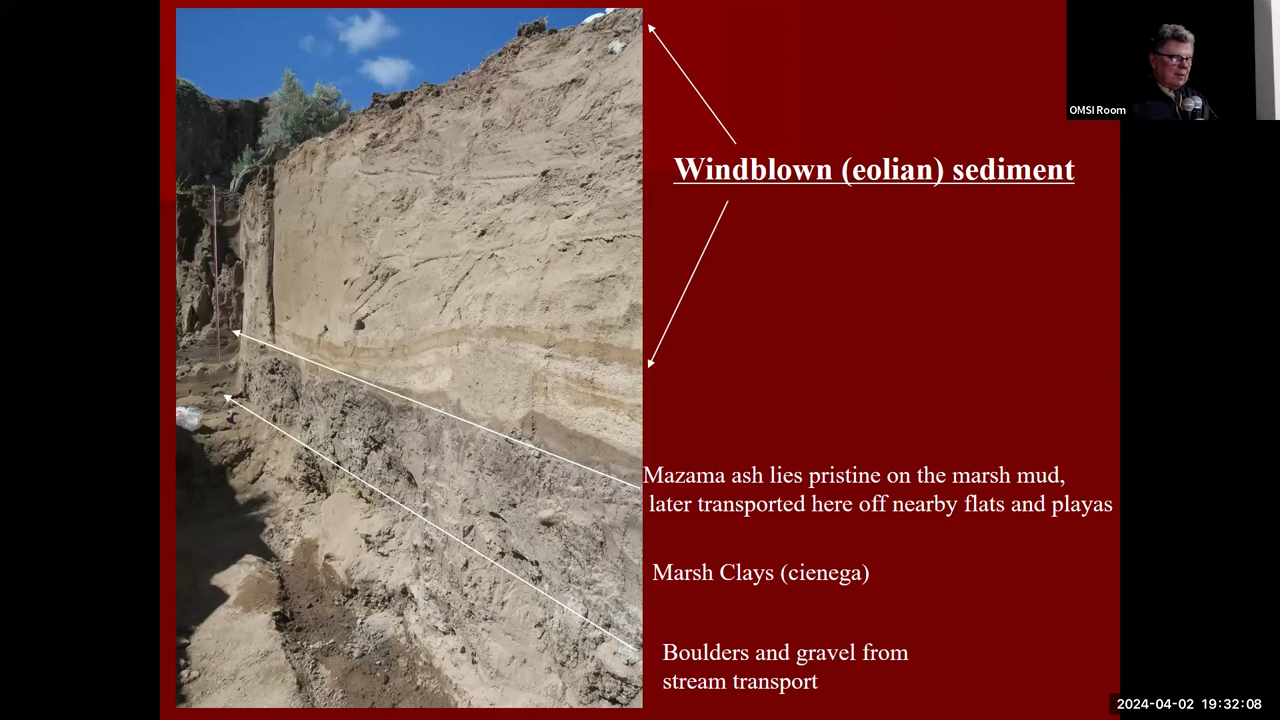 OMSI Room
Windblown (eolian) sediment
Mazama ash lies pristine on the marsh mud,
later transported here off nearby flats and playas
Marsh Clays (cienega)
Boulders and gravel from
stream transport
2024-04-02 19:32:08